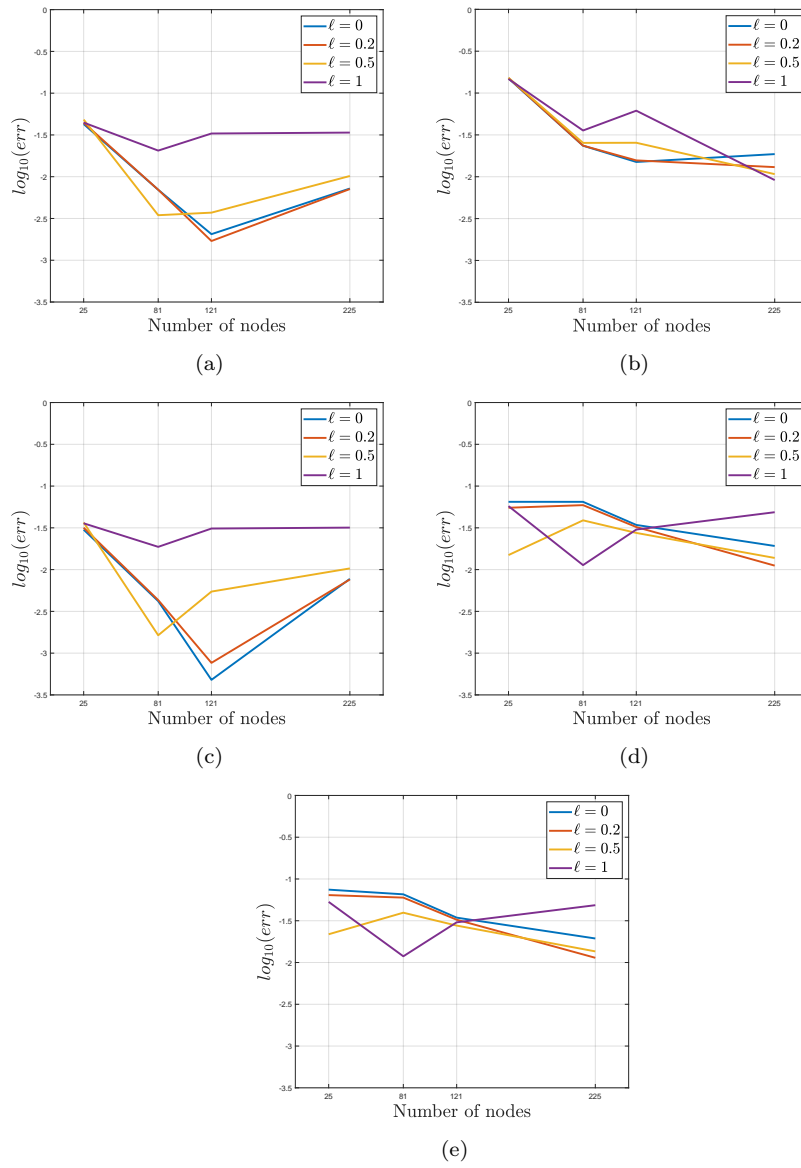 0
-0.5
-1
-1.5
-2
-2.5
-3
-3.5
log₁₀(err)
25 81 121 225
Number of nodes
ℓ = 0
ℓ = 0.2
ℓ = 0.5
ℓ = 1
(a)
0
-0.5
-1
-1.5
-2
-2.5
-3
-3.5
log₁₀(err)
25 81 121 225
Number of nodes
ℓ = 0
ℓ = 0.2
ℓ = 0.5
ℓ = 1
(b)
0
-0.5
-1
-1.5
-2
-2.5
-3
-3.5
log₁₀(err)
25 81 121 225
Number of nodes
ℓ = 0
ℓ = 0.2
ℓ = 0.5
ℓ = 1
(c)
0
-0.5
-1
-1.5
-2
-2.5
-3
-3.5
log₁₀(err)
25 81 121 225
Number of nodes
ℓ = 0
ℓ = 0.2
ℓ = 0.5
ℓ = 1
(d)
0
-0.5
-1
-1.5
-2
-2.5
-3
-3.5
log₁₀(err)
25 81 121 225
Number of nodes
ℓ = 0
ℓ = 0.2
ℓ = 0.5
ℓ = 1
(e)